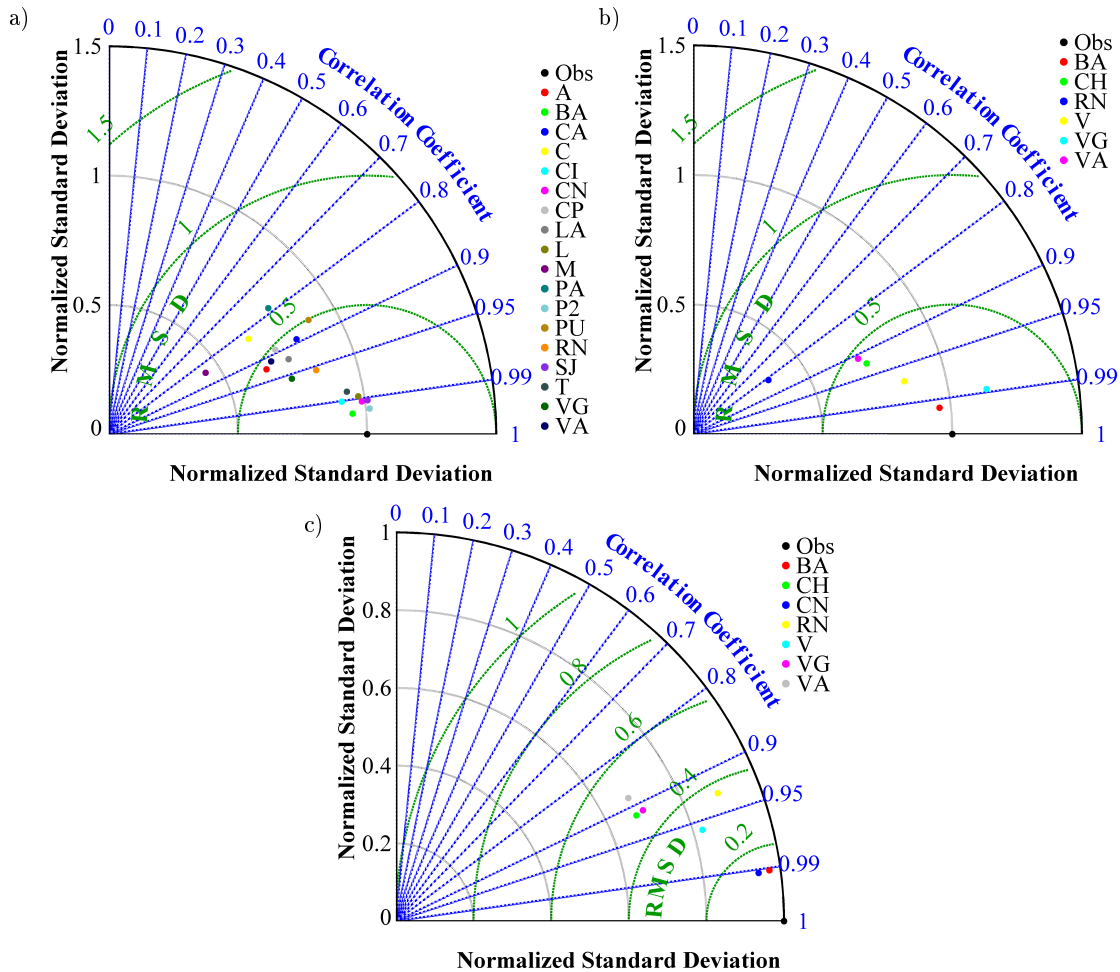 a)
0
0.1
0.2
0.3
0.4
0.5
0.6
0.7
0.8
0.9
0.95
0.99
1
Correlation Coefficient
1.5
1
0.5
0
Normalized Standard Deviation
1.5
1
0.5
R M S D
Normalized Standard Deviation
Obs
A
BA
CA
C
CI
CN
CP
LA
L
M
PA
P2
PU
RN
SJ
T
VG
VA
b)
0
0.1
0.2
0.3
0.4
0.5
0.6
0.7
0.8
0.9
0.95
0.99
1
Correlation Coefficient
1.5
1
0.5
0
Normalized Standard Deviation
1.5
1
0.5
R M S D
Normalized Standard Deviation
Obs
BA
CH
RN
V
VG
VA
c)
0
0.1
0.2
0.3
0.4
0.5
0.6
0.7
0.8
0.9
0.95
0.99
1
Correlation Coefficient
1
0.8
0.6
0.4
0.2
0
Normalized Standard Deviation
1
0.8
0.6
0.4
0.2
RMSD
Normalized Standard Deviation
Obs
BA
CH
CN
RN
V
VG
VA